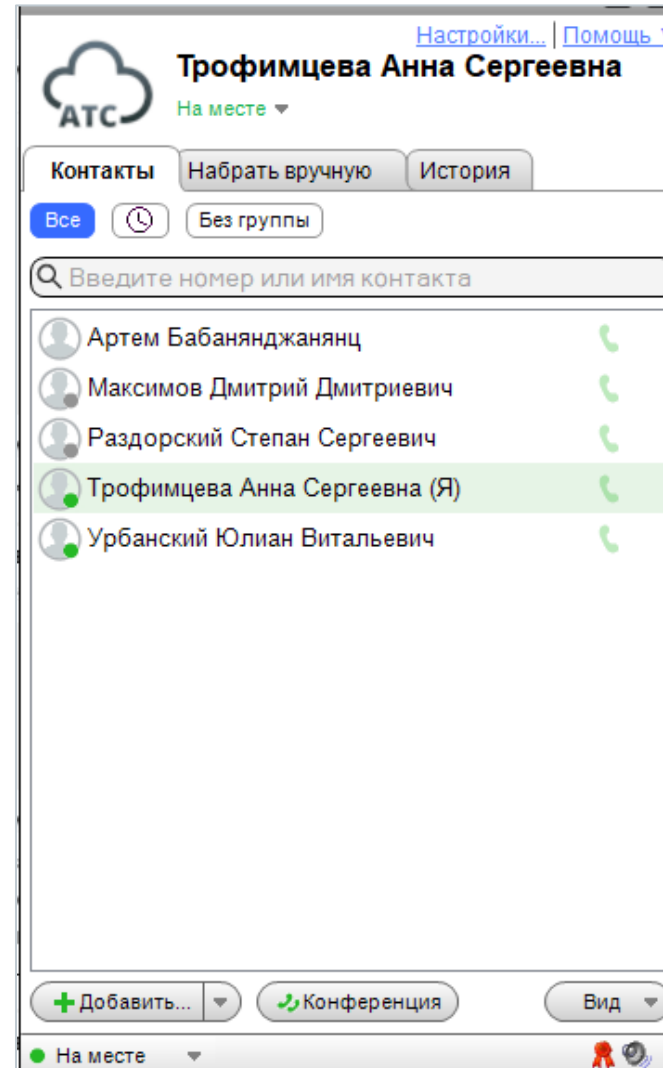 Настройки... Помощь
Трофимцева Анна Сергеевна
АТС
На месте
Контакты Набрать вручную История
Все Без группы
Введите номер или имя контакта
Артем Бабанянджанянц
Максимов Дмитрий Дмитриевич
Раздорский Степан Сергеевич
Трофимцева Анна Сергеевна (Я)
Урбанский Юлиан Витальевич
Добавить... Конференция Вид
На месте